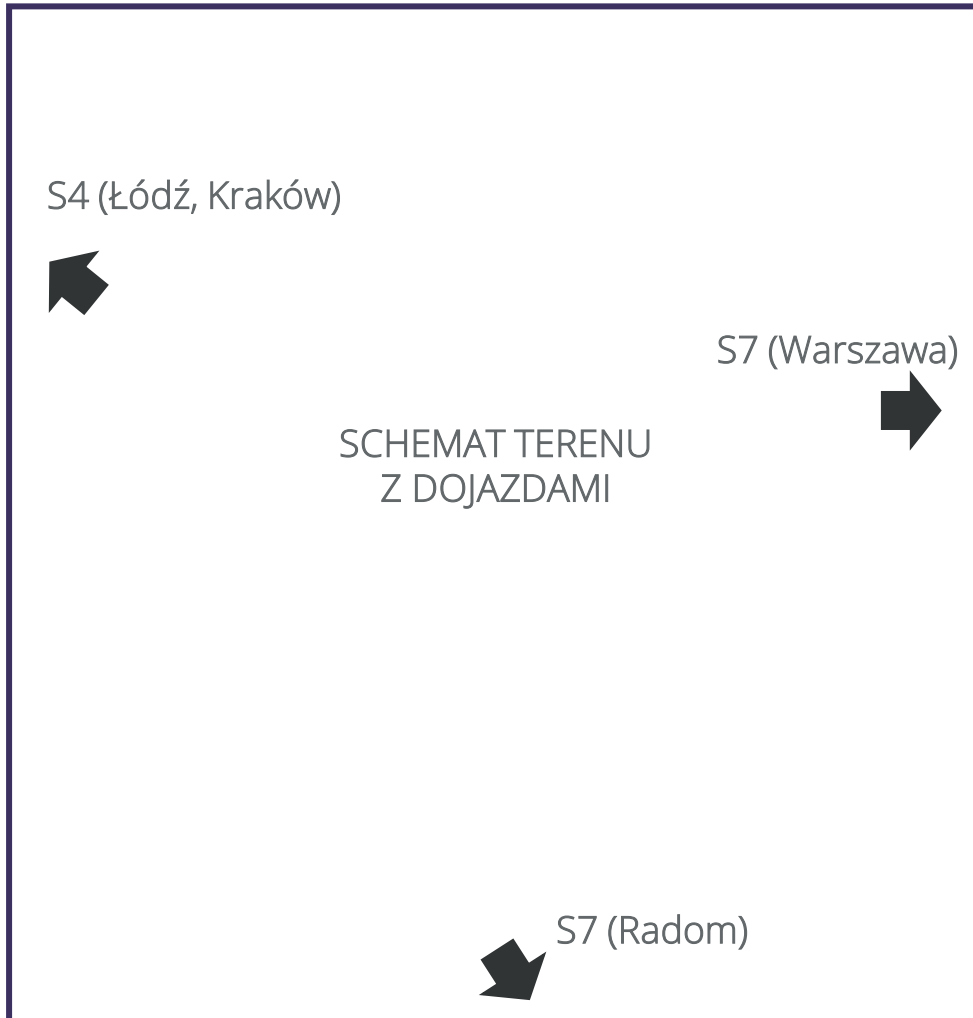 S4 (Łódź, Kraków)
S7 (Warszawa)
SCHEMAT TERENU
Z DOJAZDAMI
S7 (Radom)